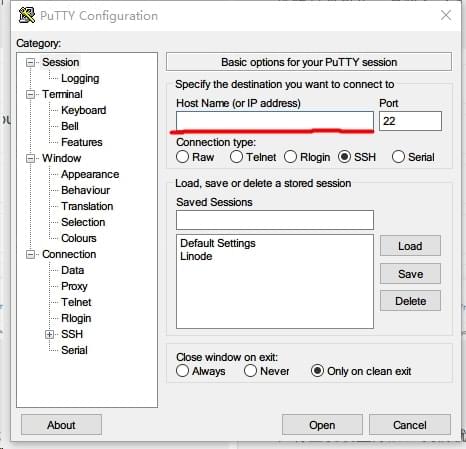 PuTTY Configuration
Category:
Session
Logging
Terminal
Keyboard
Bell
Features
Window
Appearance
Behaviour
Translation
Selection
Colours
Connection
Data
Proxy
Telnet
Rlogin
SSH
Serial
Basic options for your PuTTY session
Specify the destination you want to connect to
Host Name (or IP address) Port
22
Connection type:
Raw Telnet Rlogin SSH Serial
Load, save or delete a stored session
Saved Sessions
Default Settings
Linode
Load
Save
Delete
Close window on exit:
Always Never Only on clean exit
About Open Cancel